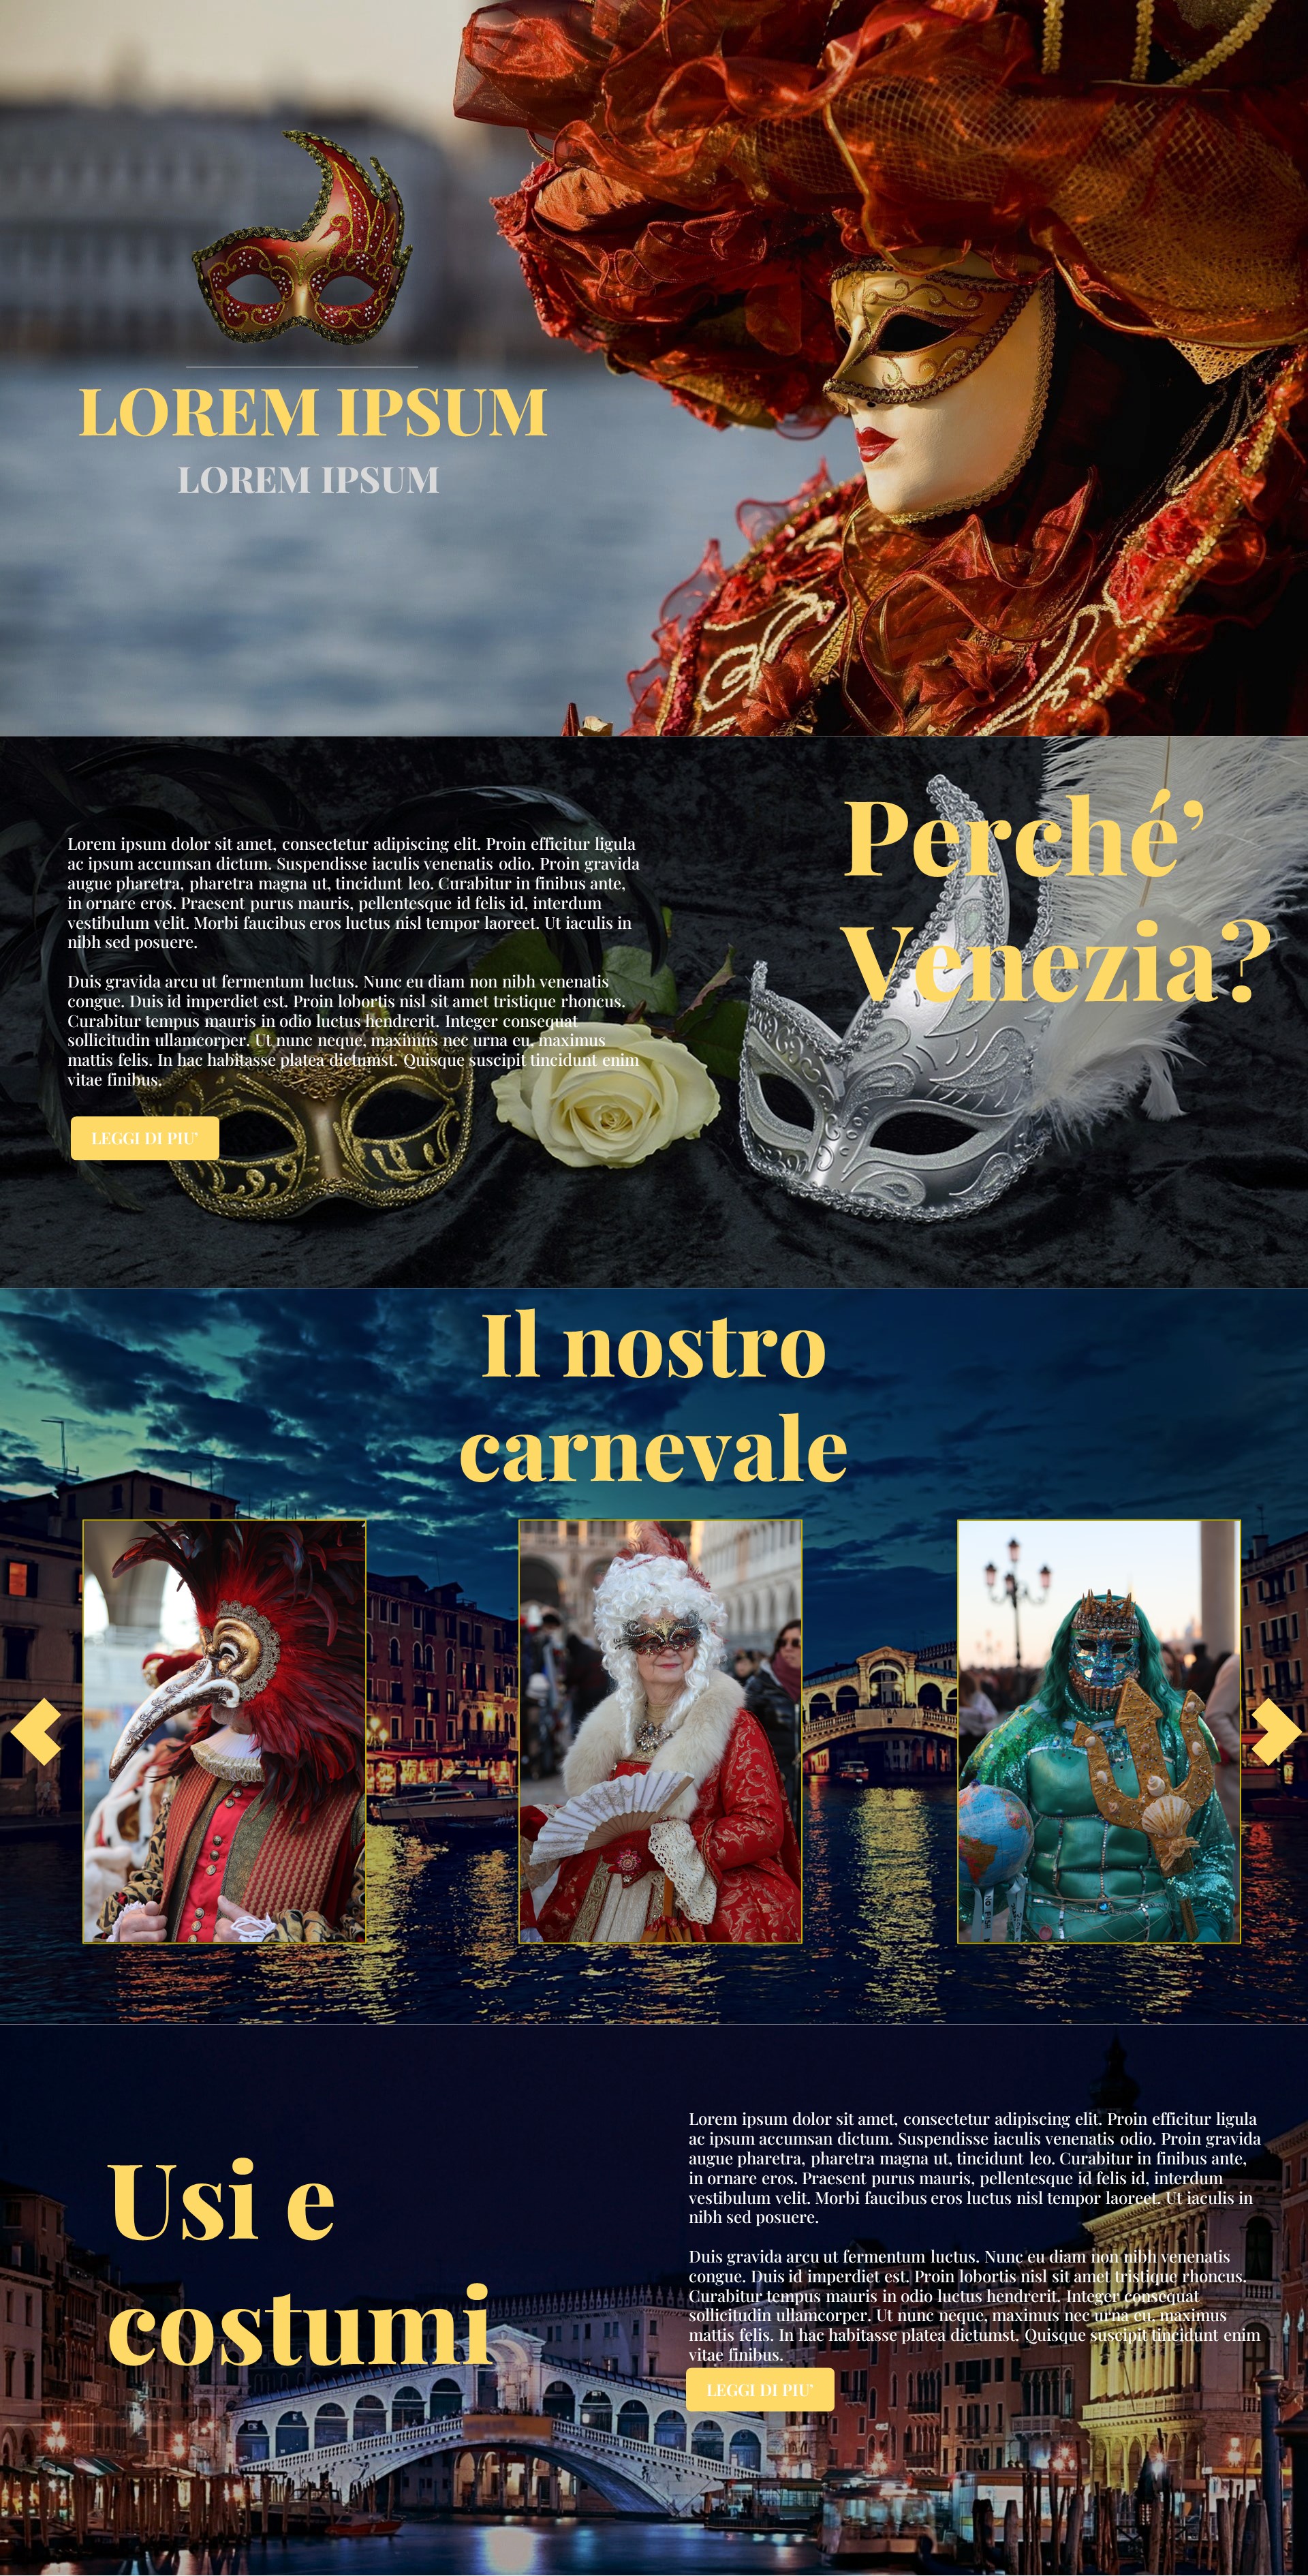 LOREM IPSUM
LOREM IPSUM
Perché’
Venezia?
Lorem ipsum dolor sit amet, consectetur adipiscing elit. Proin efficitur ligula
ac ipsum accumsan dictum. Suspendisse iaculis venenatis odio. Proin gravida
augue pharetra, pharetra magna ut, tincidunt leo. Curabitur in finibus ante,
in ornare eros. Praesent purus mauris, pellentesque id felis id, interdum
vestibulum velit. Morbi faucibus eros luctus nisl tempor laoreet. Ut iaculis in
nibh sed posuere.
Duis gravida arcu ut fermentum luctus. Nunc eu diam non nibh venenatis
congue. Duis id imperdiet est. Proin lobortis nisl sit amet tristique rhoncus.
Curabitur tempus mauris in odio luctus hendrerit. Integer consequat
sollicitudin ullamcorper. Ut nunc neque, maximus nec urna eu, maximus
mattis felis. In hac habitasse platea dictumst. Quisque suscipit tincidunt enim
vitae finibus.
LEGGI DI PIU’
Il nostro
carnevale
Usi e
costumi
Lorem ipsum dolor sit amet, consectetur adipiscing elit. Proin efficitur ligula
ac ipsum accumsan dictum. Suspendisse iaculis venenatis odio. Proin gravida
augue pharetra, pharetra magna ut, tincidunt leo. Curabitur in finibus ante,
in ornare eros. Praesent purus mauris, pellentesque id felis id, interdum
vestibulum velit. Morbi faucibus eros luctus nisl tempor laoreet. Ut iaculis in
nibh sed posuere.
Duis gravida arcu ut fermentum luctus. Nunc eu diam non nibh venenatis
congue. Duis id imperdiet est. Proin lobortis nisl sit amet tristique rhoncus.
Curabitur tempus mauris in odio luctus hendrerit. Integer consequat
sollicitudin ullamcorper. Ut nunc neque, maximus nec urna eu, maximus
mattis felis. In hac habitasse platea dictumst. Quisque suscipit tincidunt enim
vitae finibus.
LEGGI DI PIU’